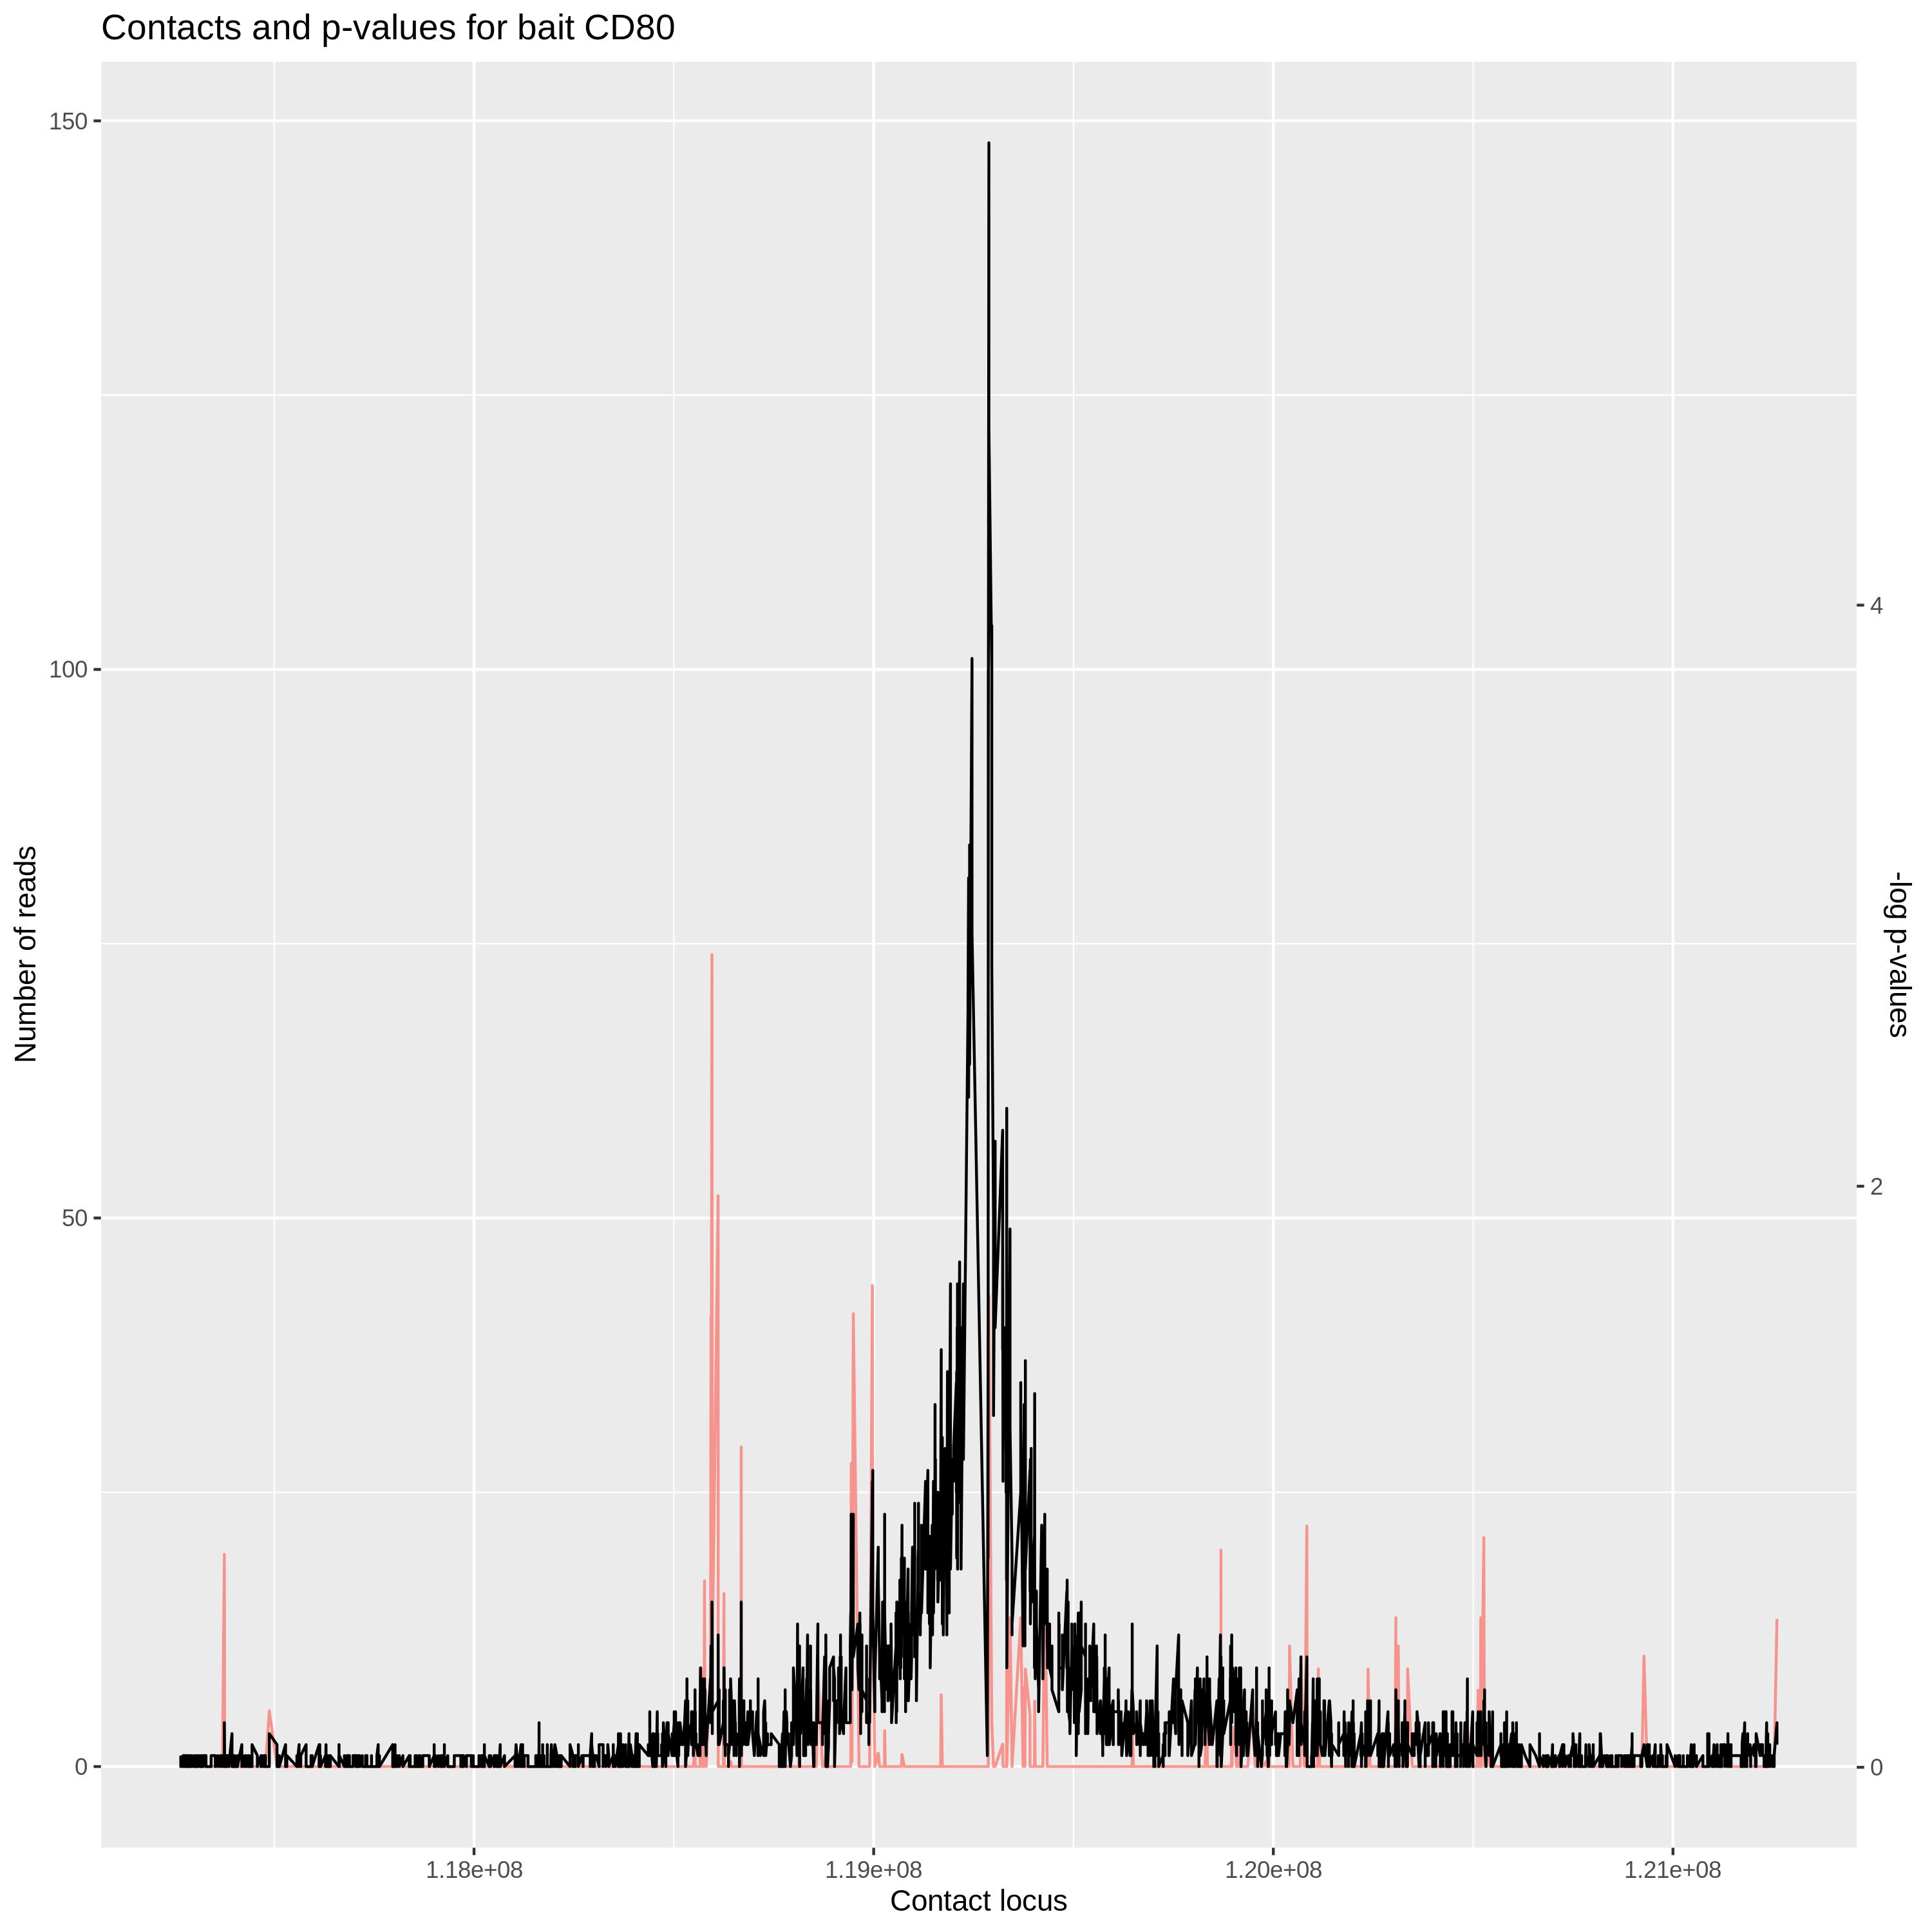 Contacts and p-values for bait CD80
150
100
50
0
Number of reads
4
2
0
-log p-values
1.18e+08
1.19e+08
1.20e+08
1.21e+08
Contact locus